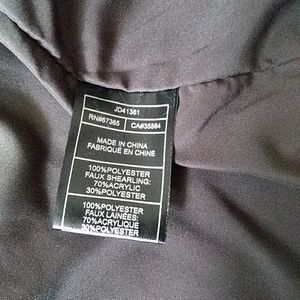 JD41381
RN#67365 CA#35884
MADE IN CHINA
FABRIQUÉ EN CHINE
100%POLYESTER
FAUX SHEARLING:
70%ACRYLIC
30%POLYESTER
100%POLYESTER
FAUX LAINÉES:
70%ACRYLIQUE
30%POLYESTER